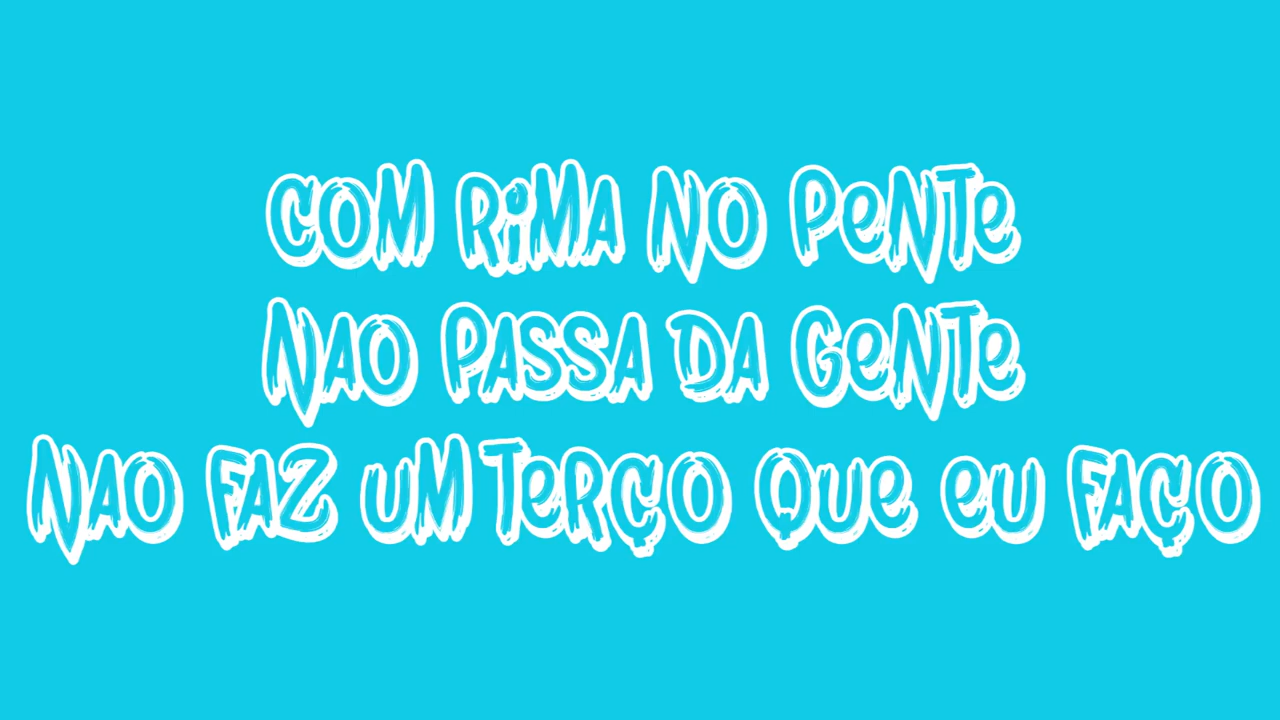 COM RiMA NO PeNTe
NAO PASSA DA GeNTe
NAO FAZ UM TeRÇO QUe eU FAÇO